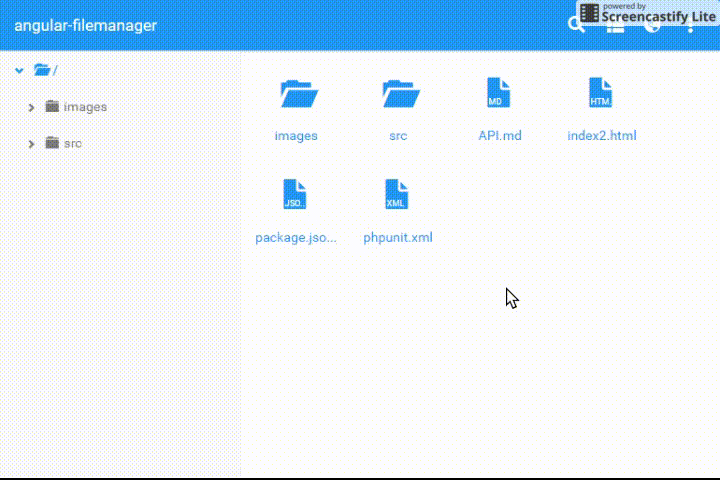 angular-filemanager
powered by
Screencastify Lite
/
images
src
images
src
MD
API.md
HTM
index2.html
JSO...
package.jso...
XML
phpunit.xml